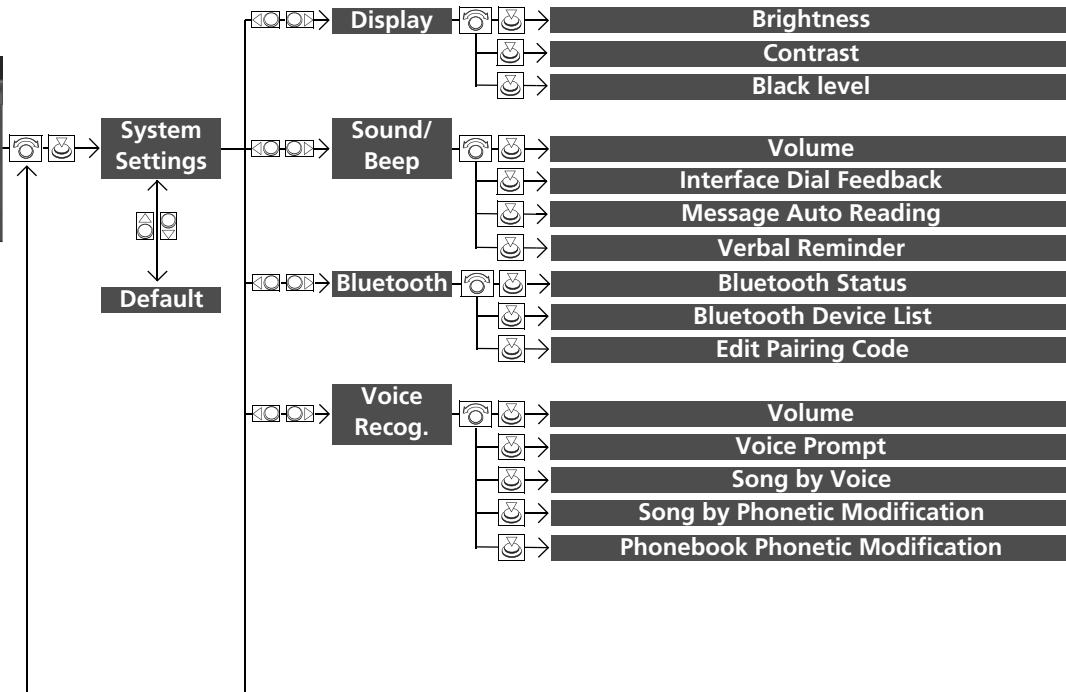 Display
Brightness
Contrast
Black level
System
Settings
Default
Sound/
Beep
Volume
Interface Dial Feedback
Message Auto Reading
Verbal Reminder
Bluetooth
Bluetooth Status
Bluetooth Device List
Edit Pairing Code
Voice
Recog.
Volume
Voice Prompt
Song by Voice
Song by Phonetic Modification
Phonebook Phonetic Modification